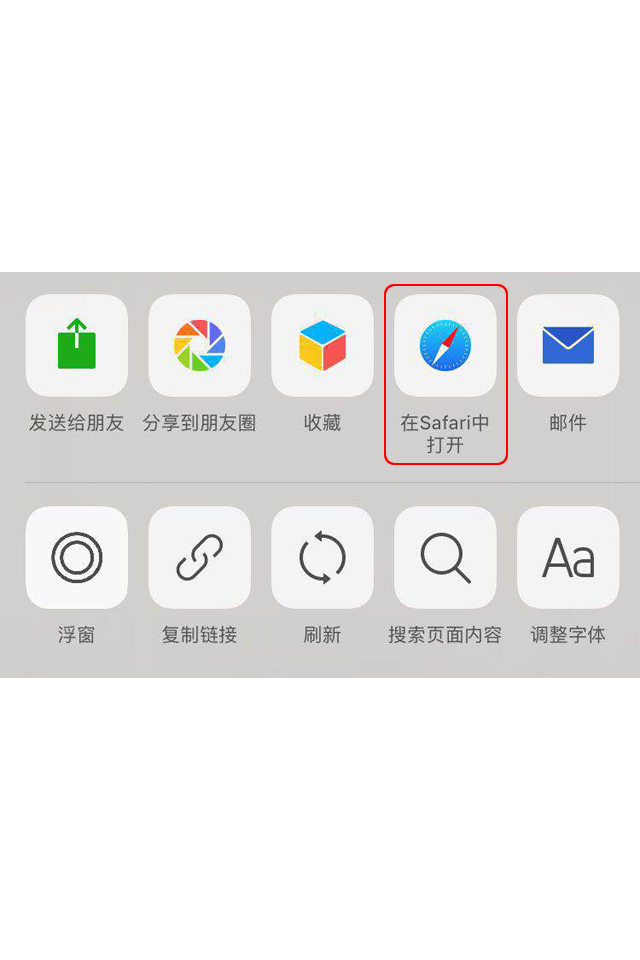 发送给朋友
分享到朋友圈
收藏
在Safari中
打开
邮件
浮窗
复制链接
刷新
搜索页面内容
Aa
调整字体